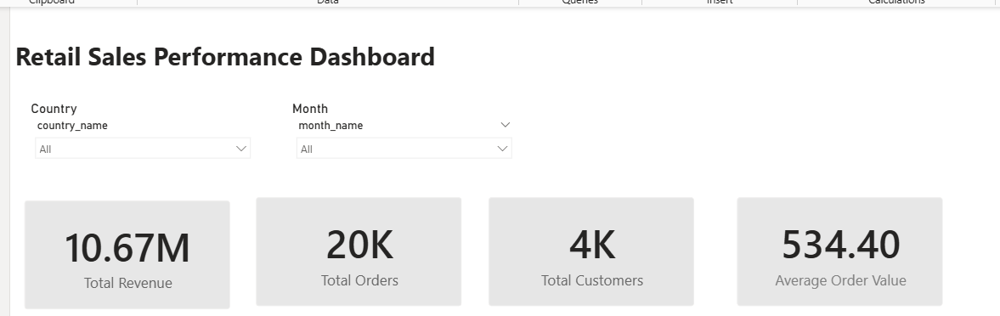 Clipboard Data Queries Insert Calculations
Retail Sales Performance Dashboard
Country Month
country_name month_name
All All
10.67M 20K 4K 534.40
Total Revenue Total Orders Total Customers Average Order Value